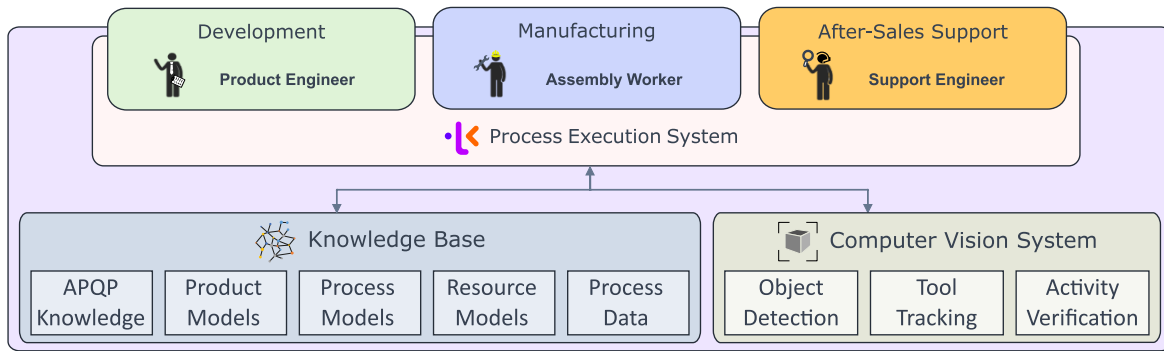 Development
Product Engineer
Manufacturing
Assembly Worker
After-Sales Support
Support Engineer
Process Execution System
Knowledge Base
APQP
Knowledge
Product
Models
Process
Models
Resource
Models
Process
Data
Computer Vision System
Object
Detection
Tool
Tracking
Activity
Verification